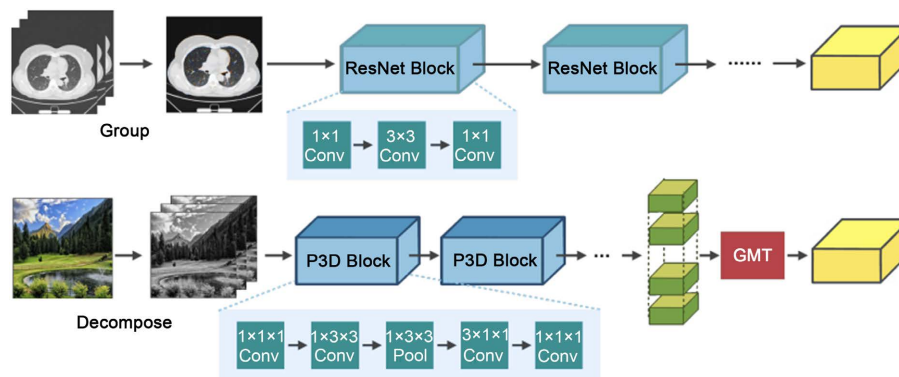 Group
ResNet Block
ResNet Block
......
1×1
Conv
3×3
Conv
1×1
Conv
Decompose
P3D Block
P3D Block
...
GMT
1×1×1
Conv
1×3×3
Conv
1×3×3
Pool
3×1×1
Conv
1×1×1
Conv